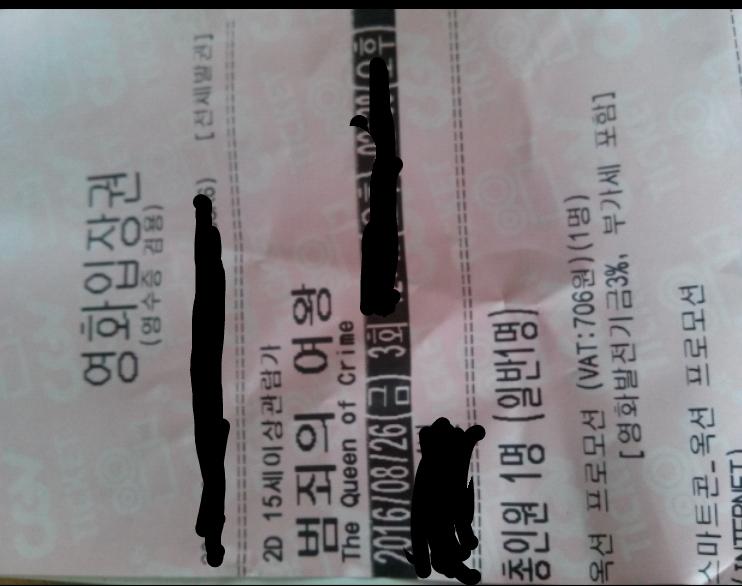 영화입장권
(영수증 겸용)
[전체발권]
2D 15세이상관람가
범죄의 여왕
The Queen of Crime
2016/08/26(금) 3회
총인원 1명 (일반1명)
옥션 프로모션 (VAT:706원)(1명)
[영화발전기금3%, 부가세 포함]
스마트콘_옥션 프로모션
INTERNET)